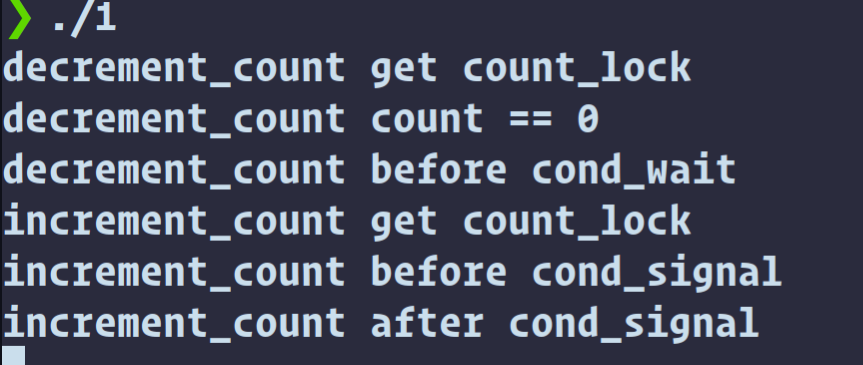 ❯ ./i
decrement_count get count_lock
decrement_count count == 0
decrement_count before cond_wait
increment_count get count_lock
increment_count before cond_signal
increment_count after cond_signal